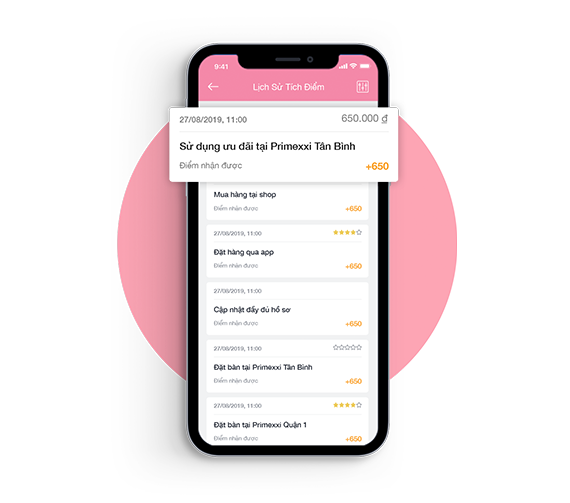 9:41
Lịch Sử Tích Điểm
27/08/2019, 11:00 650.000 ₫
Sử dụng ưu đãi tại Primexxi Tân Bình
Điểm nhận được +650
Mua hàng tại shop
Điểm nhận được +650
27/08/2019, 11:00
Đặt hàng qua app
Điểm nhận được +650
27/08/2019, 11:00
Cập nhật đầy đủ hồ sơ
Điểm nhận được +650
27/08/2019, 11:00
Đặt bàn tại Primexxi Tân Bình
Điểm nhận được +650
27/08/2019, 11:00
Đặt bàn tại Primexxi Quận 1
Điểm nhận được +650